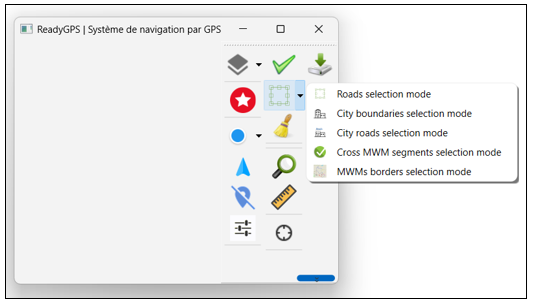 ReadyGPS | Système de navigation par GPS
Roads selection mode
City boundaries selection mode
City roads selection mode
Cross MWM segments selection mode
MWMs borders selection mode